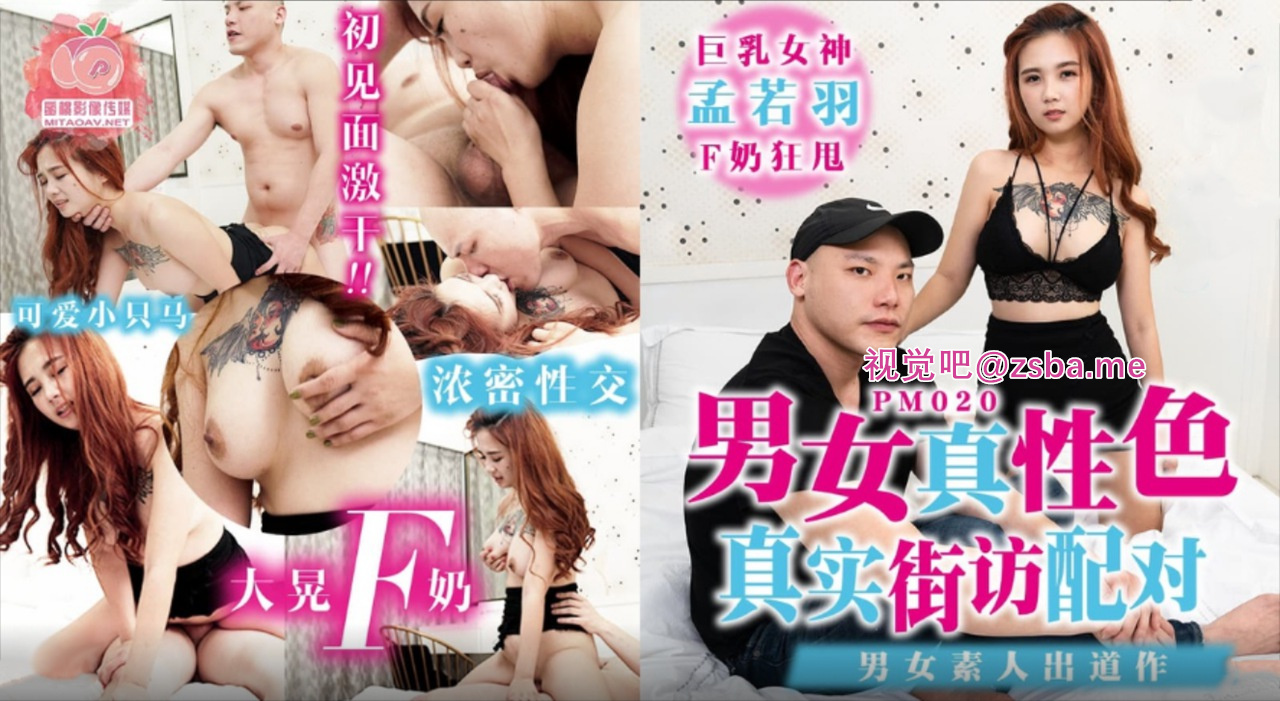 蜜桃影像传媒
MITAOAV.NET
初见面激干!!
可爱小只马
浓密性交
大晃F奶
巨乳女神
孟若羽
F奶狂甩
视觉吧@zsba.me
PM020
男女真性色
真实街访配对
男女素人出道作